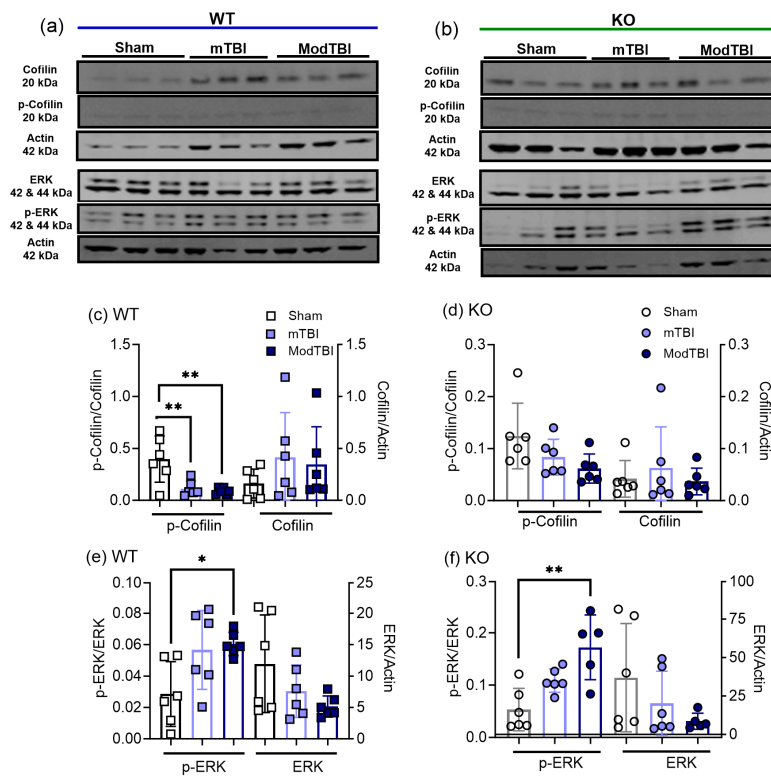 (a)
WT
Sham mTBI ModTBI
Cofilin
20 kDa
p-Cofilin
20 kDa
Actin
42 kDa
ERK
42 & 44 kDa
p-ERK
42 & 44 kDa
Actin
42 kDa
(b)
KO
Sham mTBI ModTBI
Cofilin
20 kDa
p-Cofilin
20 kDa
Actin
42 kDa
ERK
42 & 44 kDa
p-ERK
42 & 44 kDa
Actin
42 kDa
(c) WT
Sham
mTBI
ModTBI
p-Cofilin/Cofilin
1.5
1.0
0.5
0.0
**
**
1.5
1.0
0.5
0.0
Cofilin/Actin
p-Cofilin Cofilin
(d) KO
Sham
mTBI
ModTBI
p-Cofilin/Cofilin
0.3
0.2
0.1
0.0
0.3
0.2
0.1
0.0
Cofilin/Actin
p-Cofilin Cofilin
(e) WT
p-ERK/ERK
0.10
0.08
0.06
0.04
0.02
0.00
*
25
20
15
10
5
0
ERK/Actin
p-ERK ERK
(f) KO
p-ERK/ERK
0.3
0.2
0.1
0.0
**
100
75
50
25
0
ERK/Actin
p-ERK ERK